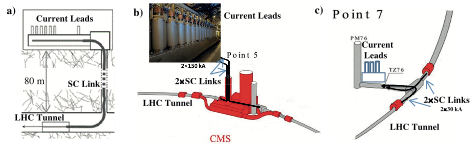 a)
Current Leads
80 m
SC Link
LHC Tunnel
b)
Current Leads
2×150 kA
Point 5
2×SC Links
LHC Tunnel
CMS
c) Point 7
PM76
Current
Leads
TZ76
2×SC Links
2×30 kA
LHC Tunnel